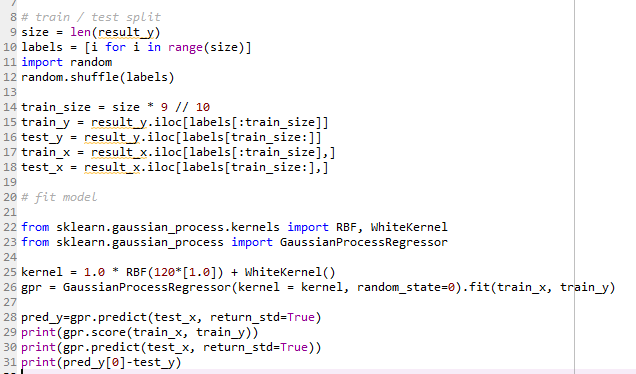 7
8 # train / test split
9 size = len(result_y)
10 labels = [i for i in range(size)]
11 import random
12 random.shuffle(labels)
13
14 train_size = size * 9 // 10
15 train_y = result_y.iloc[labels[:train_size]]
16 test_y = result_y.iloc[labels[train_size:]]
17 train_x = result_x.iloc[labels[:train_size],]
18 test_x = result_x.iloc[labels[train_size:],]
19
20 # fit model
21
22 from sklearn.gaussian_process.kernels import RBF, WhiteKernel
23 from sklearn.gaussian_process import GaussianProcessRegressor
24
25 kernel = 1.0 * RBF(120*[1.0]) + WhiteKernel()
26 gpr = GaussianProcessRegressor(kernel = kernel, random_state=0).fit(train_x, train_y)
27
28 pred_y=gpr.predict(test_x, return_std=True)
29 print(gpr.score(train_x, train_y))
30 print(gpr.predict(test_x, return_std=True))
31 print(pred_y[0]-test_y)